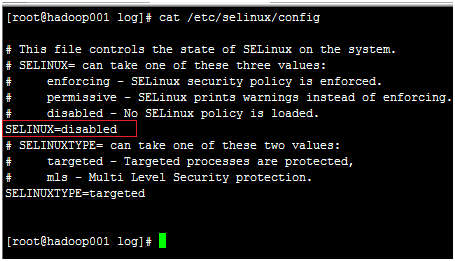 [root@hadoop001 log]# cat /etc/selinux/config
# This file controls the state of SELinux on the system.
# SELINUX= can take one of these three values:
#     enforcing - SELinux security policy is enforced.
#     permissive - SELinux prints warnings instead of enforcing.
#     disabled - No SELinux policy is loaded.
SELINUX=disabled
# SELINUXTYPE= can take one of these two values:
#     targeted - Targeted processes are protected,
#     mls - Multi Level Security protection.
SELINUXTYPE=targeted
[root@hadoop001 log]#